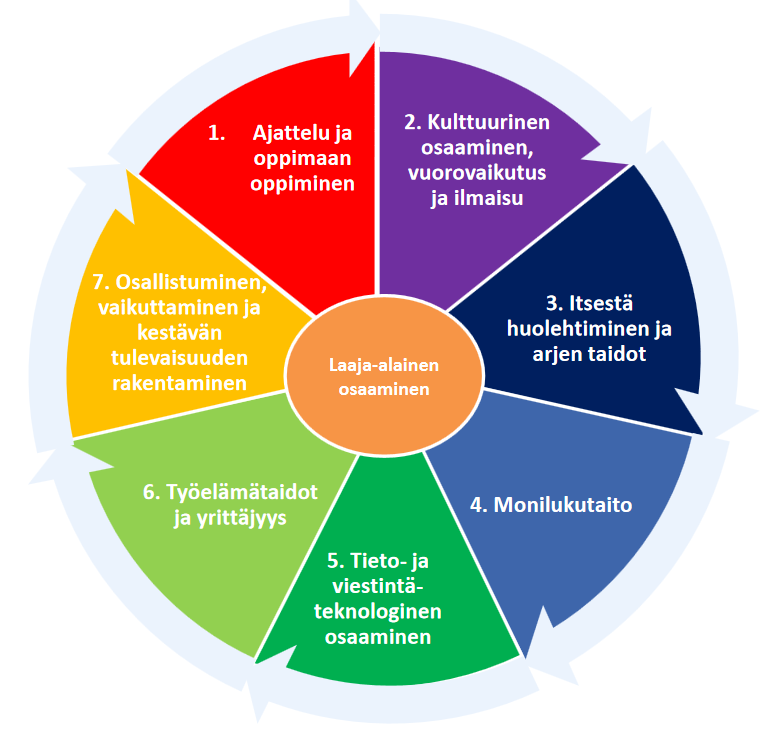 1. Ajattelu ja
oppimaan
oppiminen
2. Kulttuurinen
osaaminen,
vuorovaikutus
ja ilmaisu
3. Itsestä
huolehtiminen ja
arjen taidot
4. Monilukutaito
5. Tieto- ja
viestintä-
teknologinen
osaaminen
6. Työelämätaidot
ja yrittäjyys
7. Osallistuminen,
vaikuttaminen ja
kestävän
tulevaisuuden
rakentaminen
Laaja-alainen
osaaminen